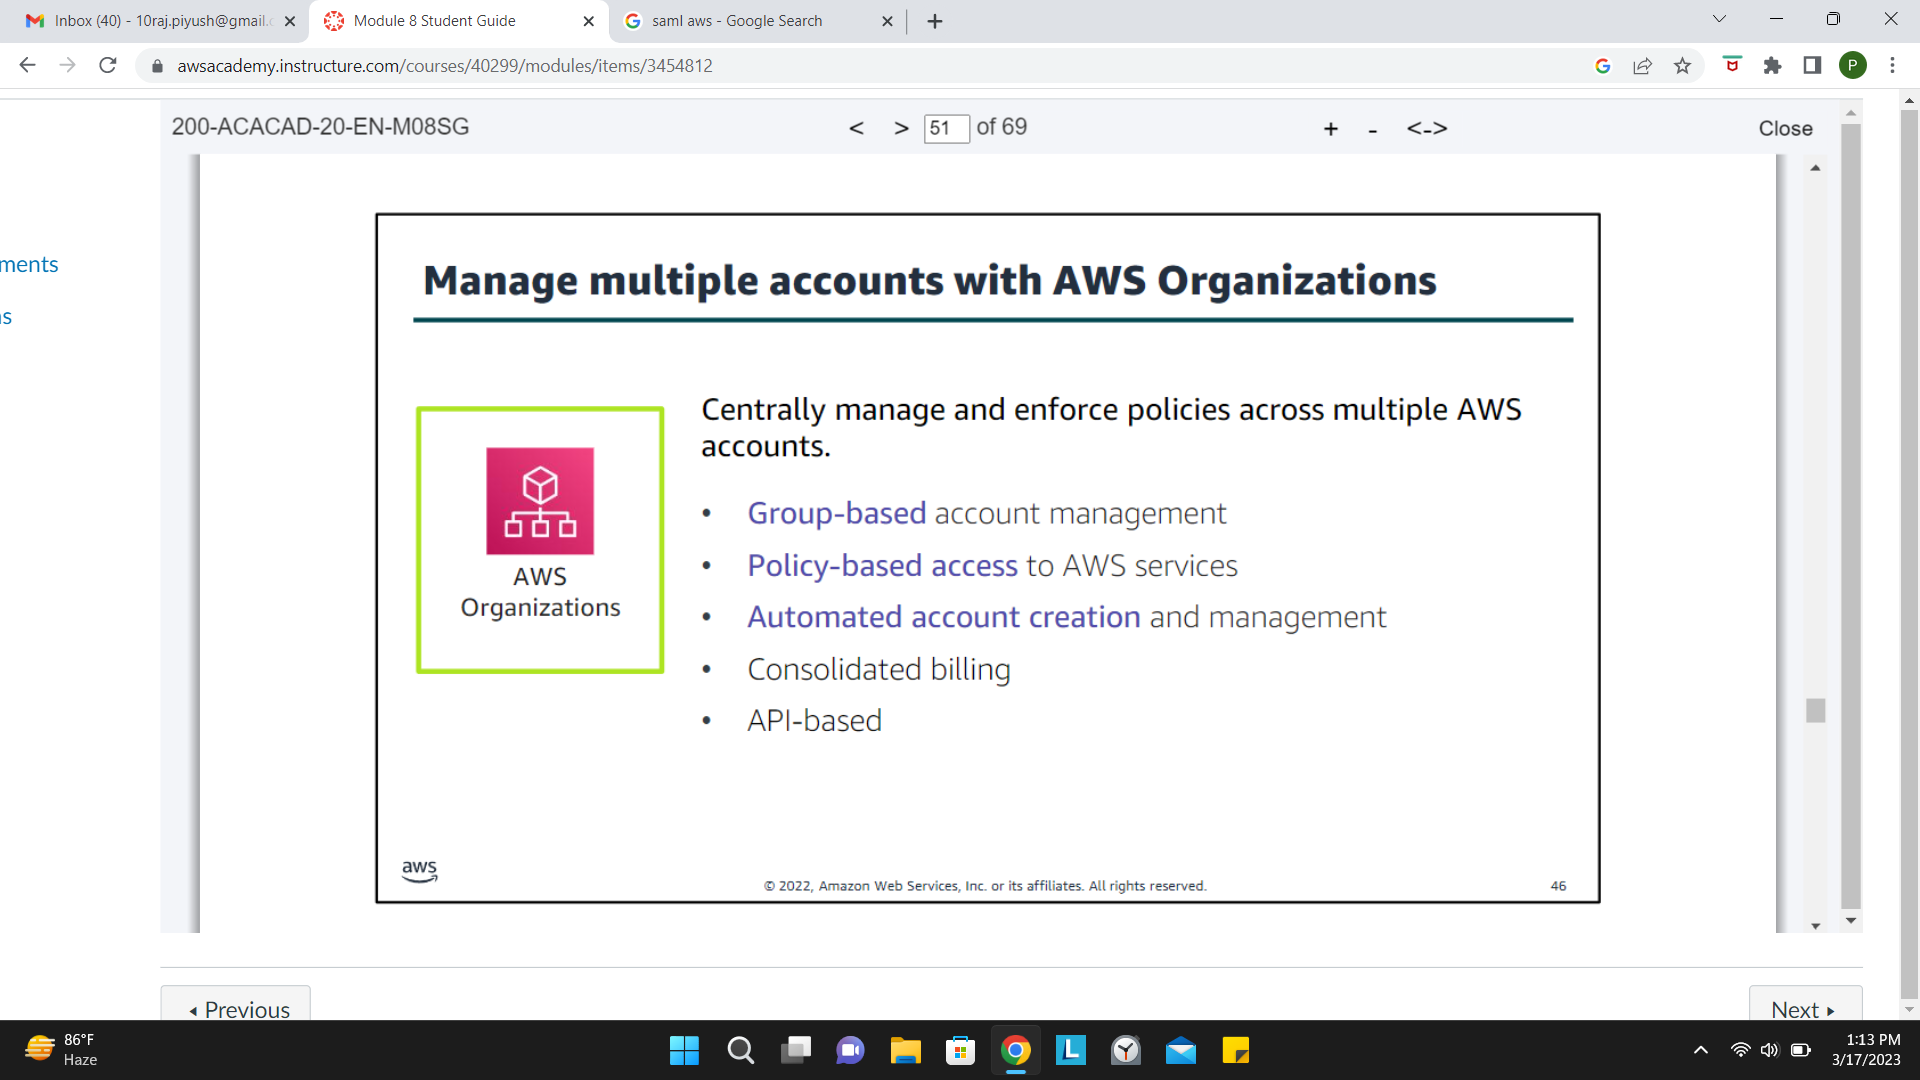 Inbox (40) - 10raj.piyush@gmail.c
Module 8 Student Guide
saml aws - Google Search
awsacademy.instructure.com/courses/40299/modules/items/3454812
P
200-ACACAD-20-EN-M08SG
< > 51 of 69
+ - <->
Close
ments
Manage multiple accounts with AWS Organizations
AWS
Organizations
Centrally manage and enforce policies across multiple AWS
accounts.
• Group-based account management
• Policy-based access to AWS services
• Automated account creation and management
• Consolidated billing
• API-based
aws
© 2022, Amazon Web Services, Inc. or its affiliates. All rights reserved.
46
Previous
Next
86°F
Haze
L
1:13 PM
3/17/2023